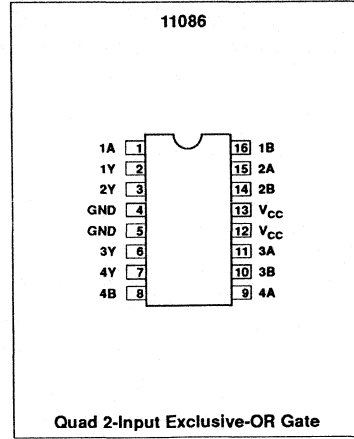 11086
1A 1 16 1B
1Y 2 15 2A
2Y 3 14 2B
GND 4 13 VCC
GND 5 12 VCC
3Y 6 11 3A
4Y 7 10 3B
4B 8 9 4A
Quad 2-Input Exclusive-OR Gate